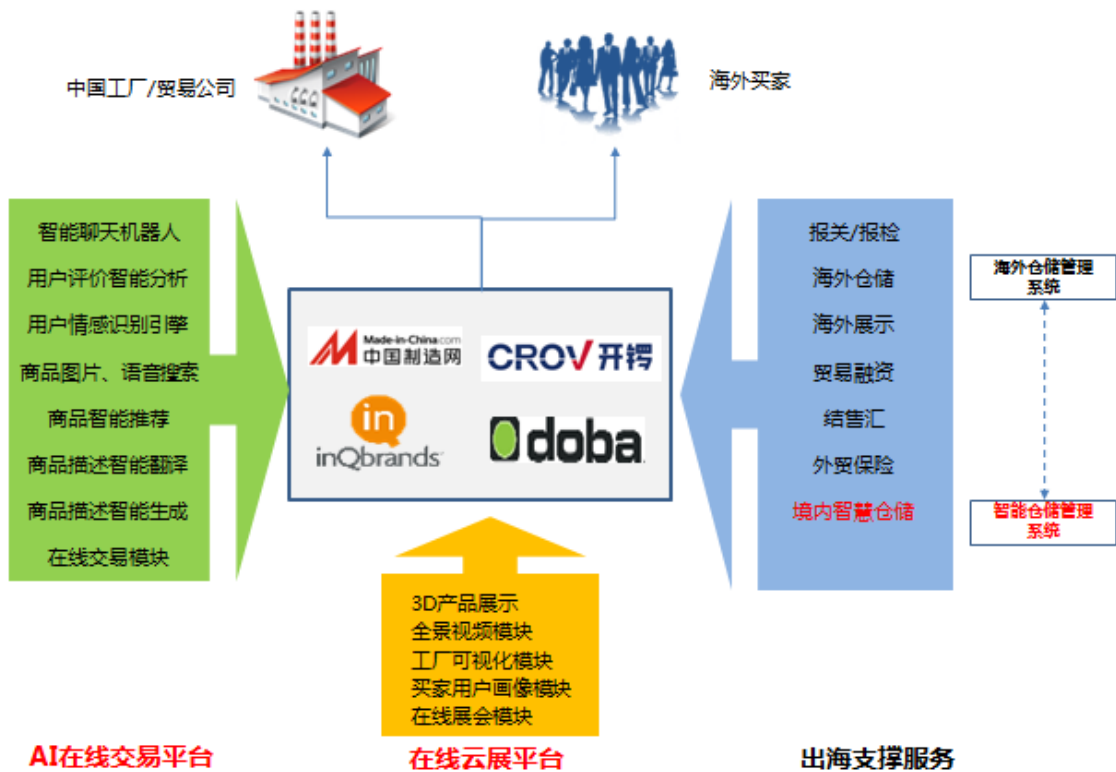 中国工厂/贸易公司
海外买家
智能聊天机器人
用户评价智能分析
用户情感识别引擎
商品图片、语音搜索
商品智能推荐
商品描述智能翻译
商品描述智能生成
在线交易模块
Made-in-China.com
中国制造网
CROV开锷
in
inQbrands
doba
报关/报检
海外仓储
海外展示
贸易融资
结售汇
外贸保险
境内智慧仓储
海外仓储管理
系统
智能仓储管理
系统
3D产品展示
全景视频模块
工厂可视化模块
买家用户画像模块
在线展会模块
AI在线交易平台
在线云展平台
出海支撑服务